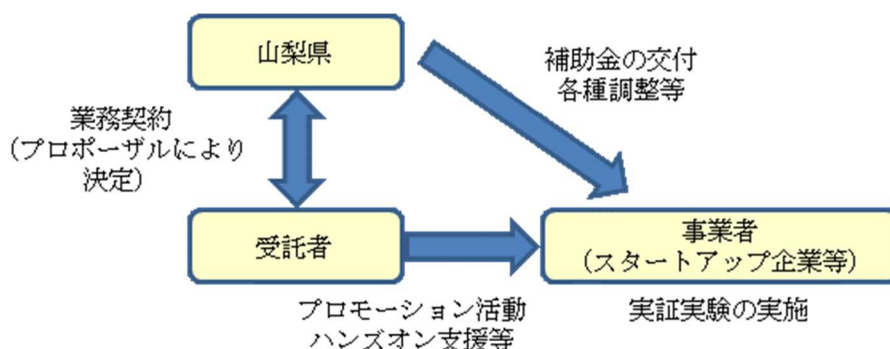 山梨県
補助金の交付
各種調整等
業務契約
(プロポーザルにより
決定)
受託者
事業者
(スタートアップ企業等)
プロモーション活動
ハンズオン支援等
実証実験の実施